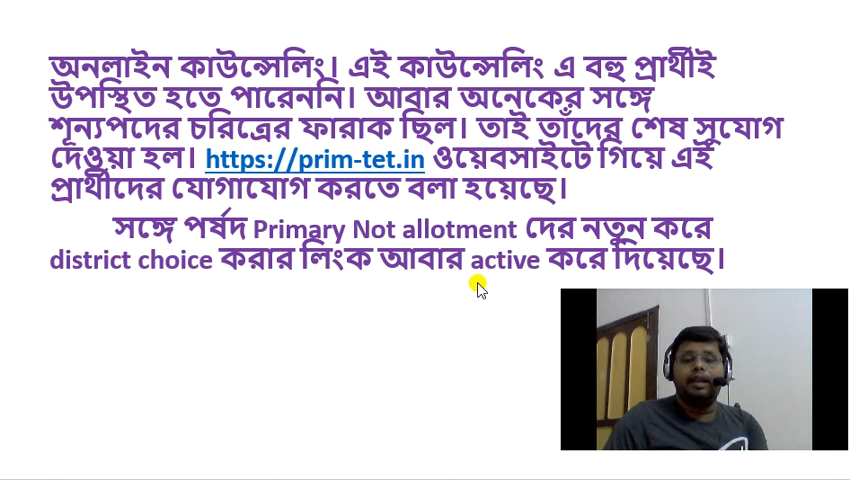 অনলাইন কাউন্সেলিং। এই কাউন্সেলিং এ বহু প্রার্থীই
উপস্থিত হতে পারেননি। আবার অনেকের সঙ্গে
শূন্যপদের চরিত্রের ফারাক ছিল। তাই তাঁদের শেষ সুযোগ
দেওয়া হল। https://prim-tet.in ওয়েবসাইটে গিয়ে এই
প্রার্থীদের যোগাযোগ করতে বলা হয়েছে।
সঙ্গে পর্ষদ Primary Not allotment দের নতুন করে
district choice করার লিংক আবার active করে দিয়েছে।